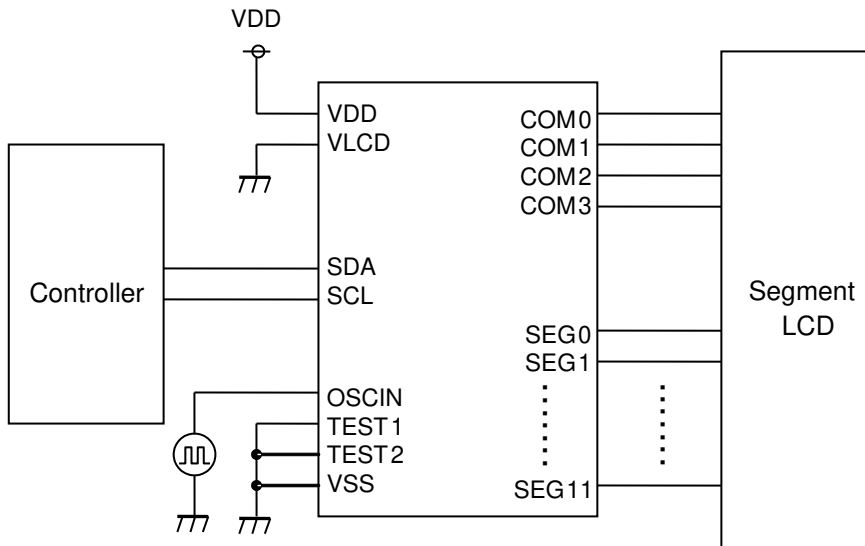 VDD
VDD
VLCD
SDA
SCL
OSCIN
TEST1
TEST2
VSS
COM0
COM1
COM2
COM3
SEG0
SEG1
SEG11
Controller
Segment
LCD